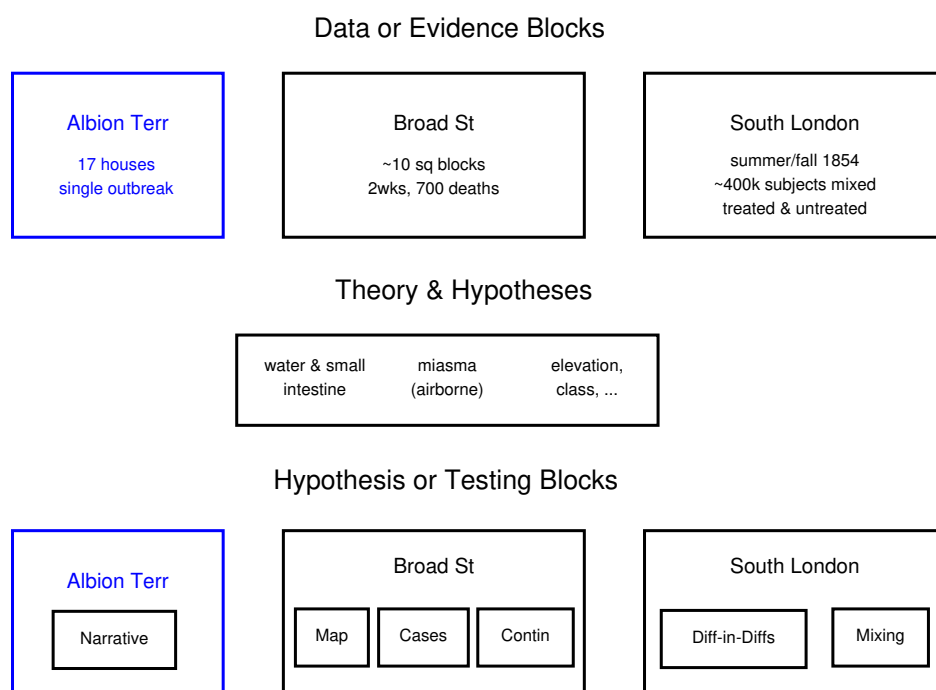 Data or Evidence Blocks
Albion Terr
17 houses
single outbreak
Broad St
~10 sq blocks
2wks, 700 deaths
South London
summer/fall 1854
~400k subjects mixed
treated & untreated
Theory & Hypotheses
water & small
intestine
miasma
(airborne)
elevation,
class, ...
Hypothesis or Testing Blocks
Albion Terr
Narrative
Broad St
Map
Cases
Contin
South London
Diff-in-Diffs
Mixing